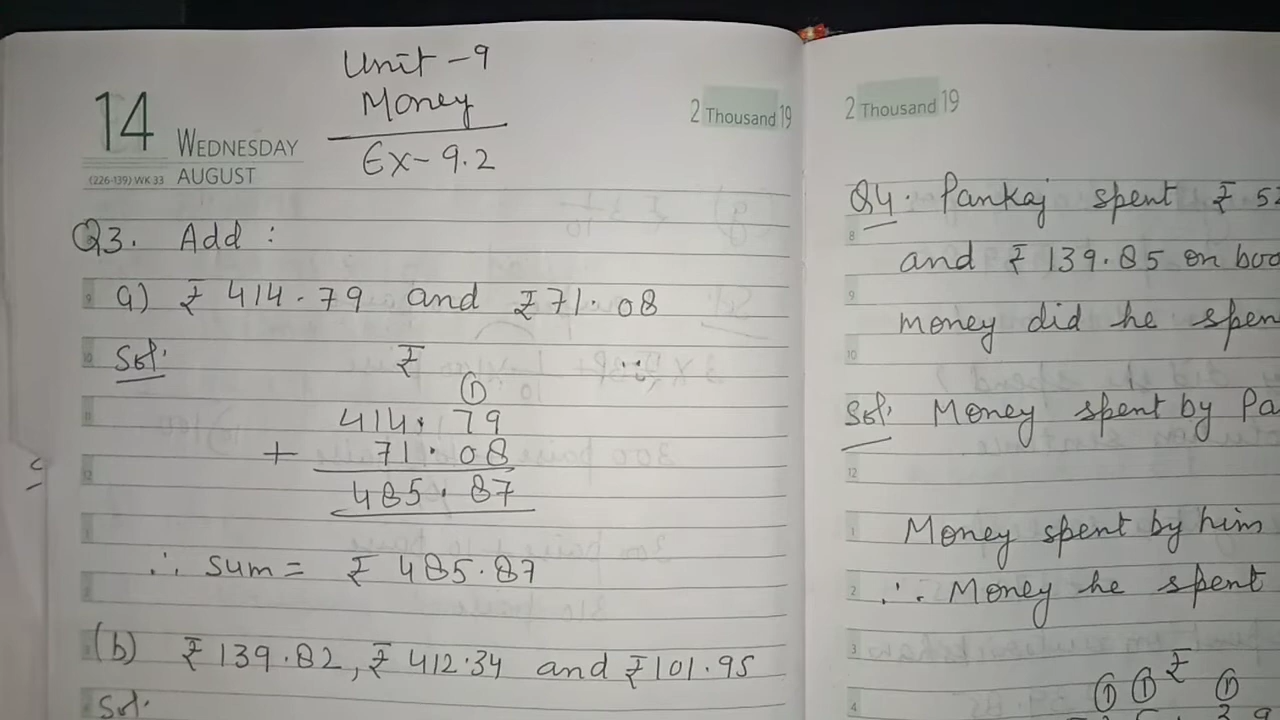 Unit - 9
Money
Ex - 9.2
14 WEDNESDAY
(226-139) WK 33 AUGUST
2 Thousand 19
Q3. Add :
a) ₹ 414.79 and ₹ 71.08
Sol:
₹
1
414.79
+ 71.08
485.87
∴ sum = ₹ 485.87
(b) ₹ 139.82, ₹ 412.34 and ₹ 101.95
Sol.
2 Thousand 19
Q4. Pankaj spent ₹ 52
and ₹ 139.85 on boo
money did he spen
Sol: Money spent by Pa
Money spent by him
∴ Money he spent
₹
1 1 1